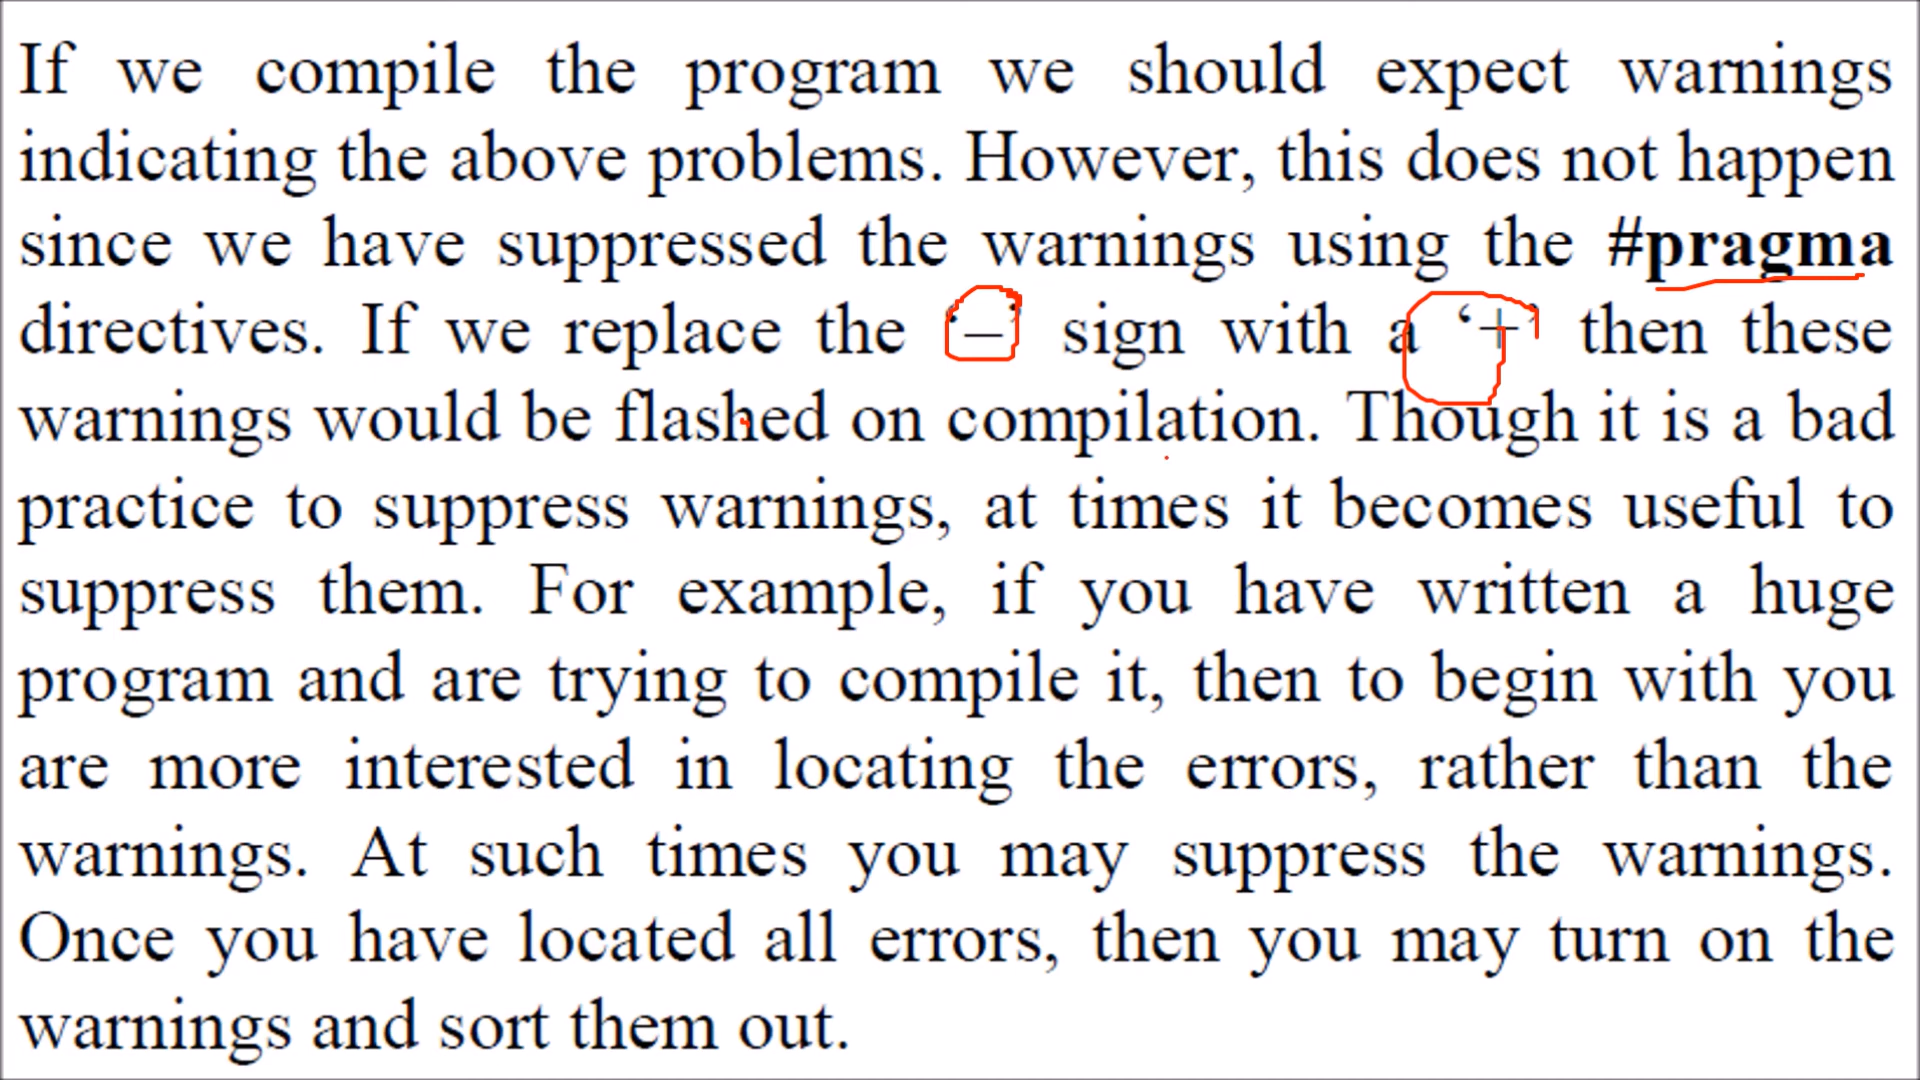 If we compile the program we should expect warnings
indicating the above problems. However, this does not happen
since we have suppressed the warnings using the #pragma
directives. If we replace the ‘–’ sign with a ‘+’ then these
warnings would be flashed on compilation. Though it is a bad
practice to suppress warnings, at times it becomes useful to
suppress them. For example, if you have written a huge
program and are trying to compile it, then to begin with you
are more interested in locating the errors, rather than the
warnings. At such times you may suppress the warnings.
Once you have located all errors, then you may turn on the
warnings and sort them out.